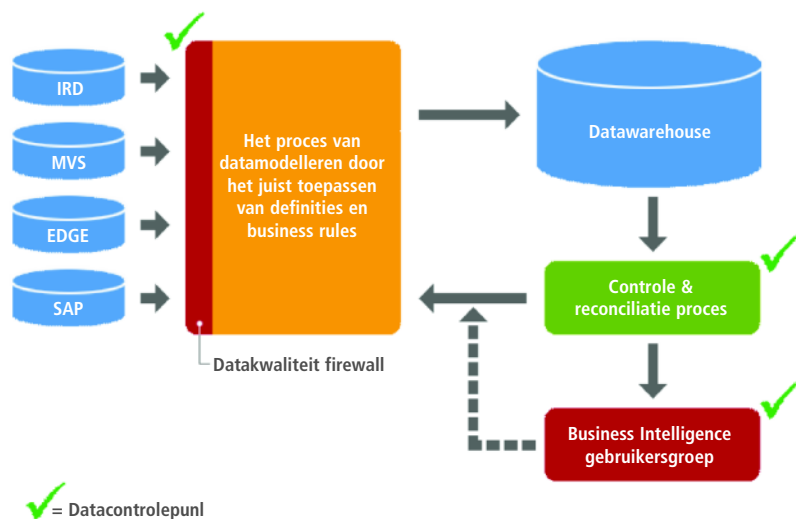 IRD
MVS
EDGE
SAP
Het proces van
datamodelleren door
het juist toepassen
van definities en
business rules
Datakwaliteit firewall
Datawarehouse
Controle &
reconciliatie proces
Business Intelligence
gebruikersgroep
= Datacontrolepunl